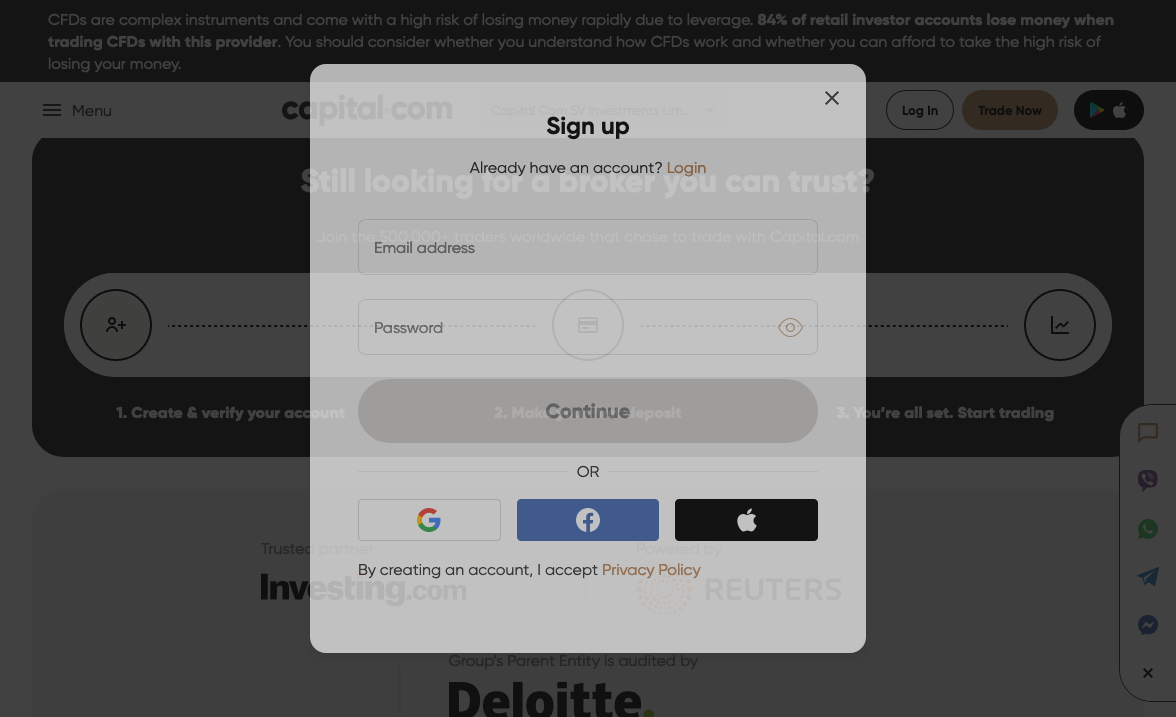 CFDs are complex instruments and come with a high risk of losing money rapidly due to leverage. 84% of retail investor accounts lose money when
trading CFDs with this provider. You should consider whether you understand how CFDs work and whether you can afford to take the high risk of
losing your money.
Menu
capital.com
Capital Com SV Investments Lim...
Log In
Trade Now
Sign up
Already have an account? Login
Still looking for a broker you can trust?
Join the 500,000+ traders worldwide that chose to trade with Capital.com
Email address
Password
1. Create & verify your account
2. Make deposit
3. You're all set. Start trading
Continue
OR
Trusted partner
Powered by
By creating an account, I accept Privacy Policy
Investing.com
REUTERS
Group's Parent Entity is audited by
Deloitte.